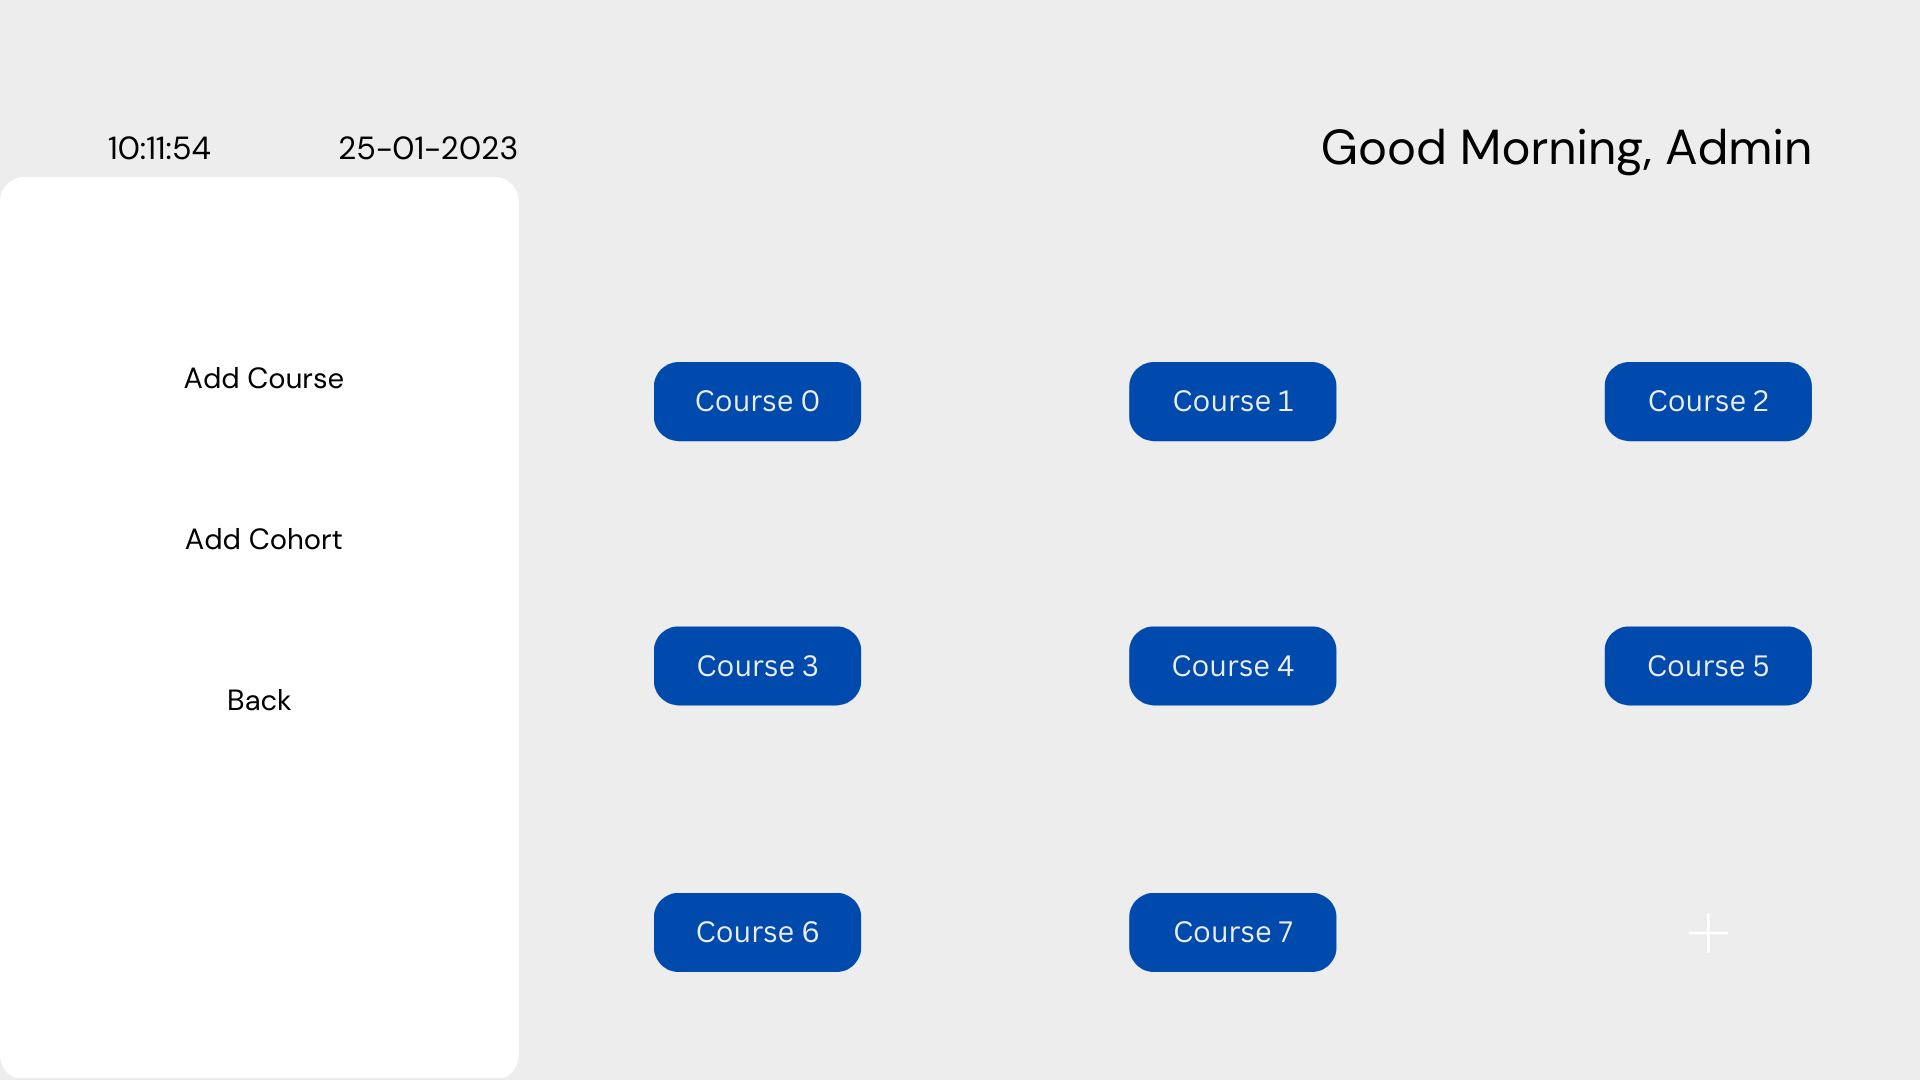 10:11:54
25-01-2023
Good Morning, Admin
Add Course
Add Cohort
Back
Course 0
Course 1
Course 2
Course 3
Course 4
Course 5
Course 6
Course 7
+